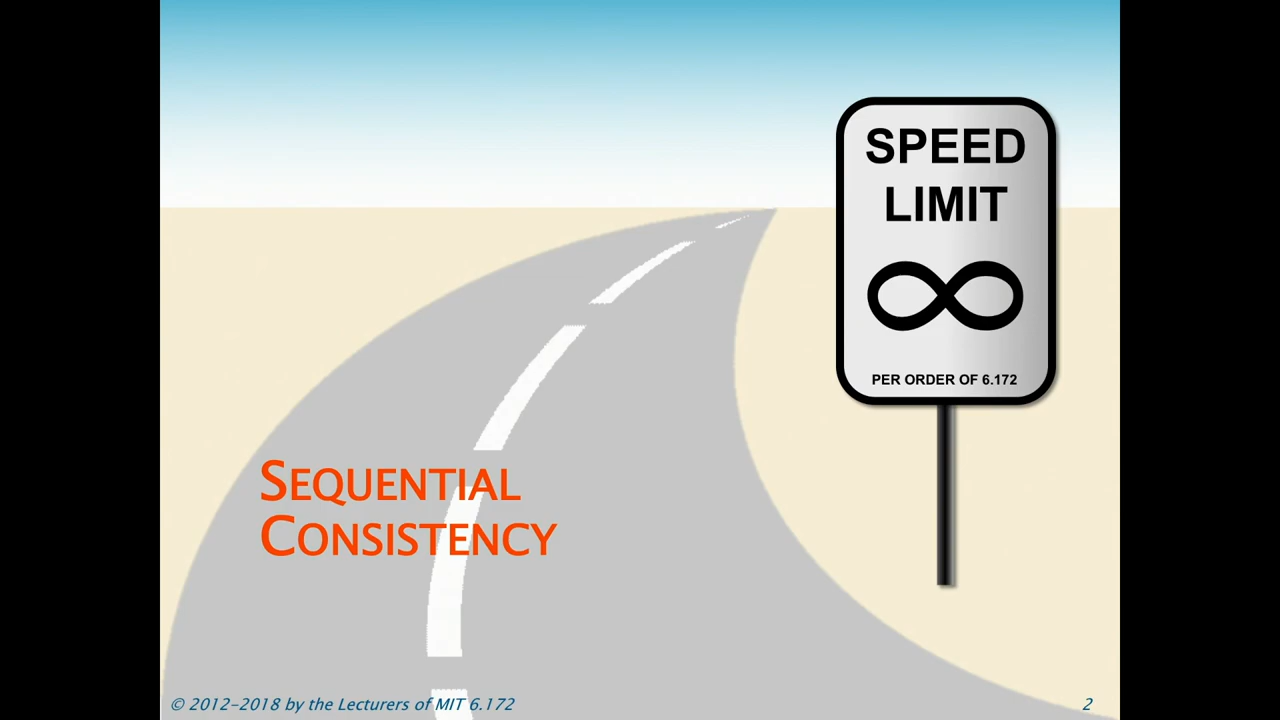 SPEED
LIMIT
∞
PER ORDER OF 6.172
SEQUENTIAL
CONSISTENCY
© 2012–2018 by the Lecturers of MIT 6.172
2